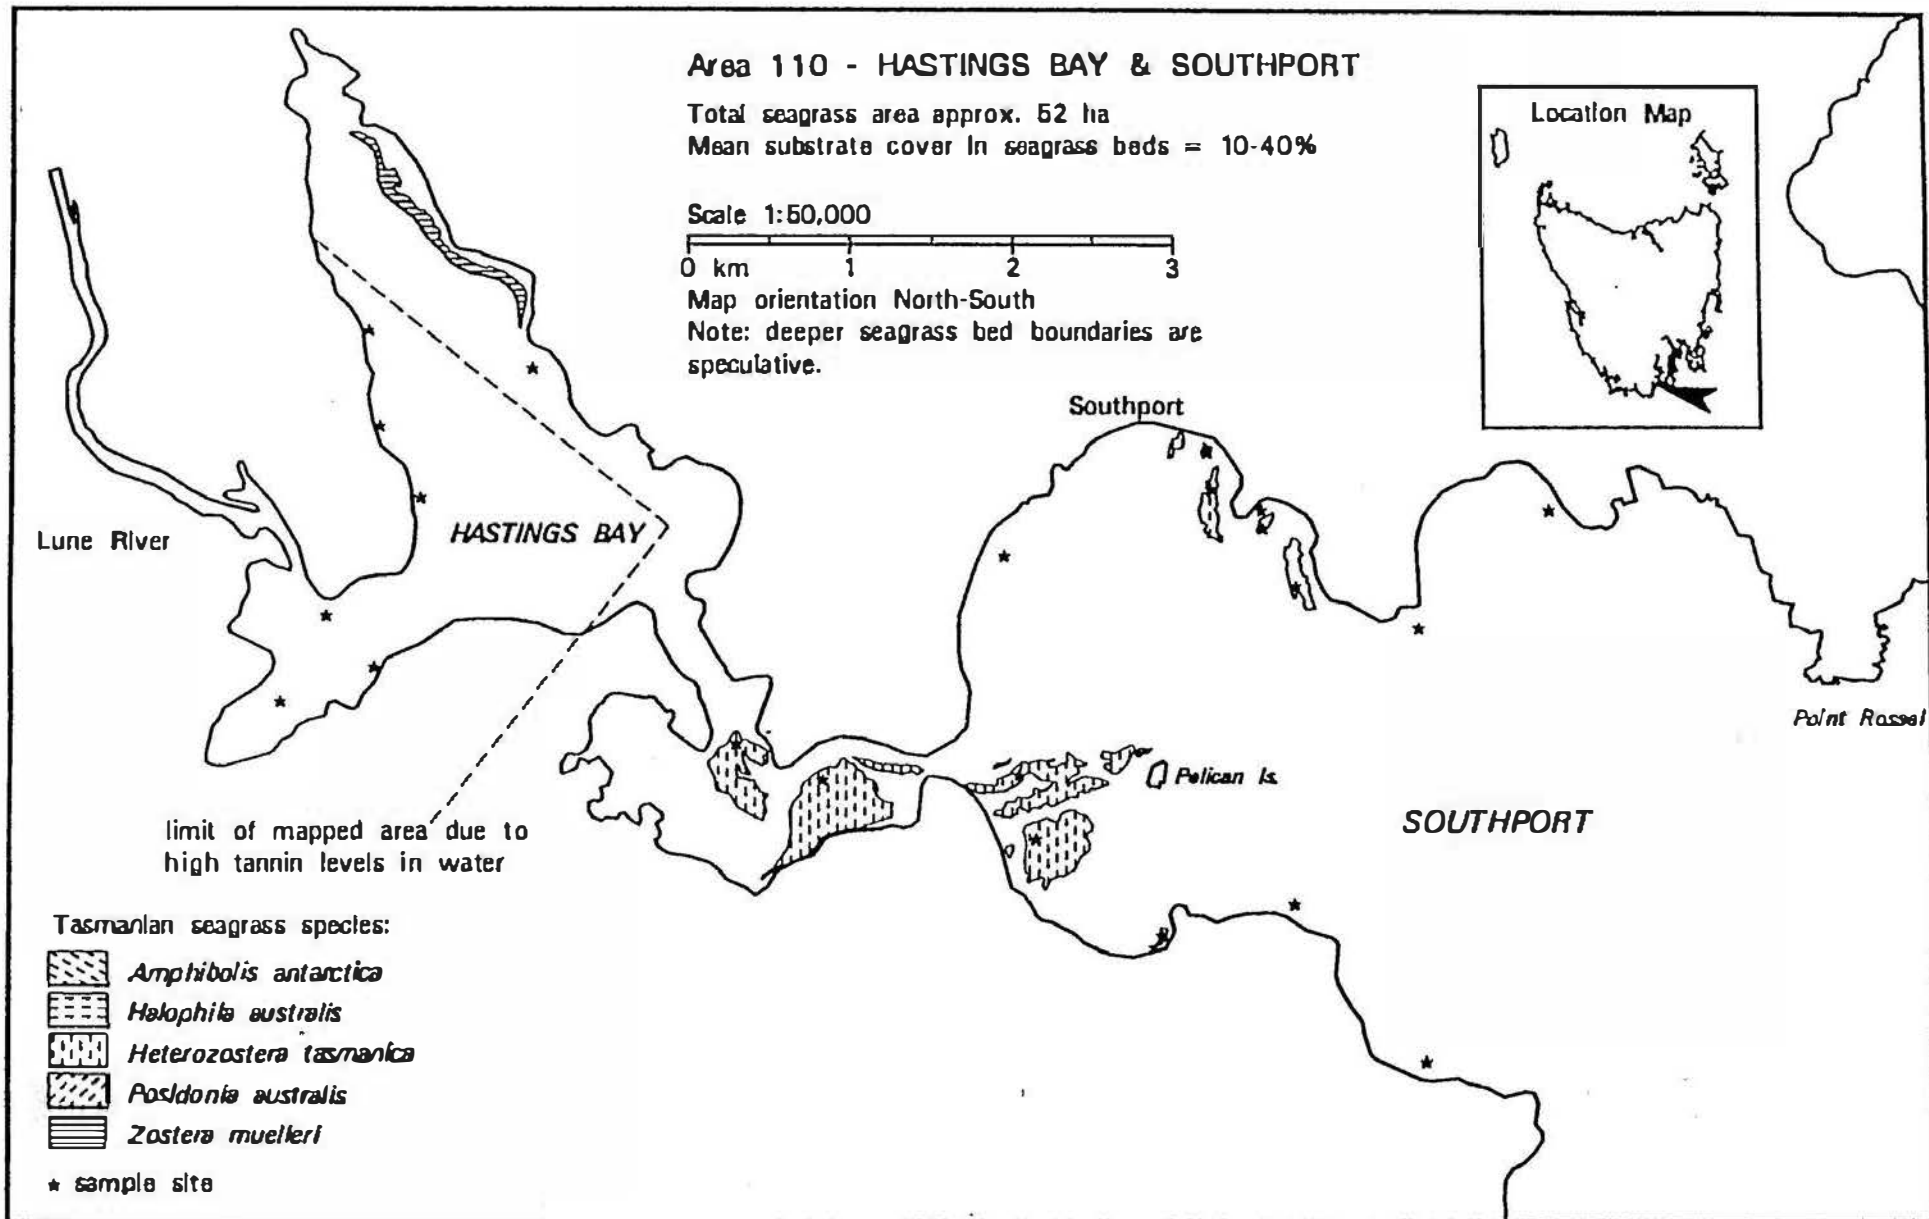 Area 110 - HASTINGS BAY & SOUTHPORT
Total seagrass area approx. 52 ha
Mean substrate cover in seagrass beds = 10-40%
Scale 1:50,000
0 km 1 2 3
Map orientation North-South
Note: deeper seagrass bed boundaries are
speculative.
Location Map
Southport
Lune River
HASTINGS BAY
Point Rossel
Pelican Is.
SOUTHPORT
limit of mapped area due to
high tannin levels in water
Tasmanian seagrass species:
Amphibolis antarctica
Halophila australis
Heterozostera tasmanica
Posidonia australis
Zostera muelleri
★ sample site